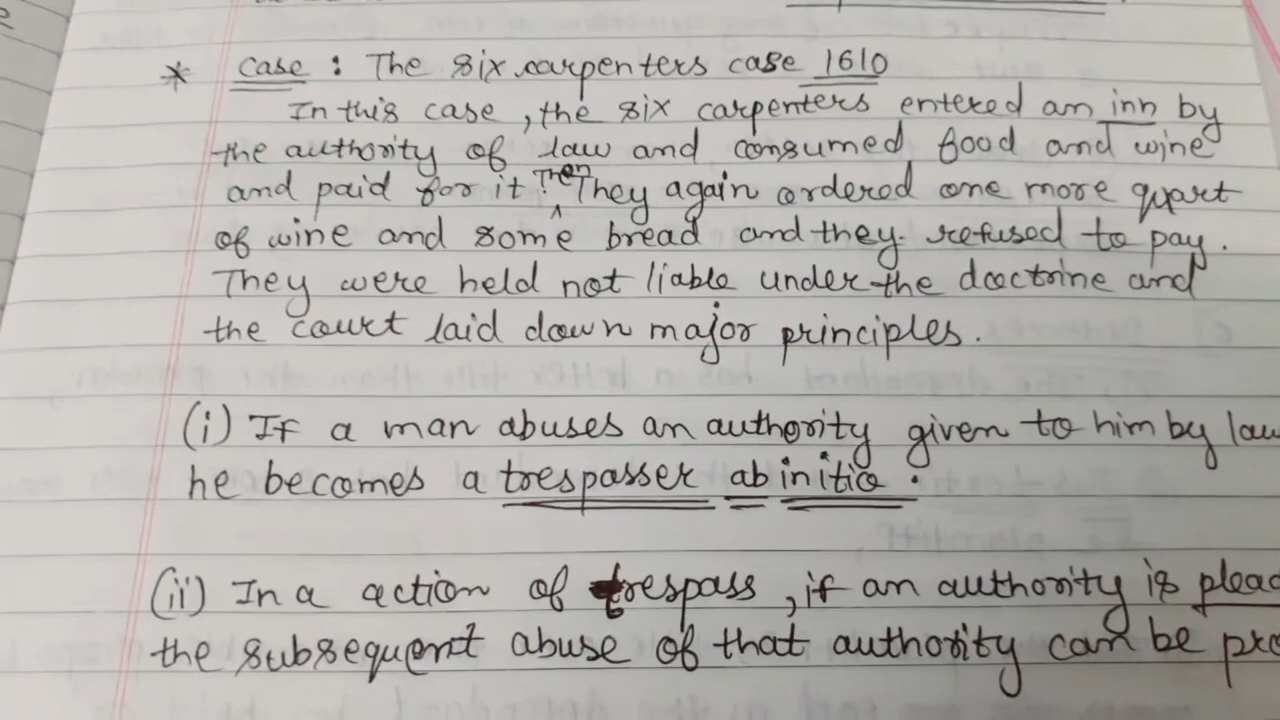 * case : The six carpenters case 1610
In this case, the six carpenters entered an inn by
the authority of law and consumed food and wine
and paid for it. Then They again ordered one more quart
of wine and some bread and they refused to pay.
They were held not liable under the doctrine and
the court laid down major principles.
(i) If a man abuses an authority given to him by law
he becomes a trespasser ab initio.
(ii) In a action of trespass, if an authority is plead
the subsequent abuse of that authority can be pro